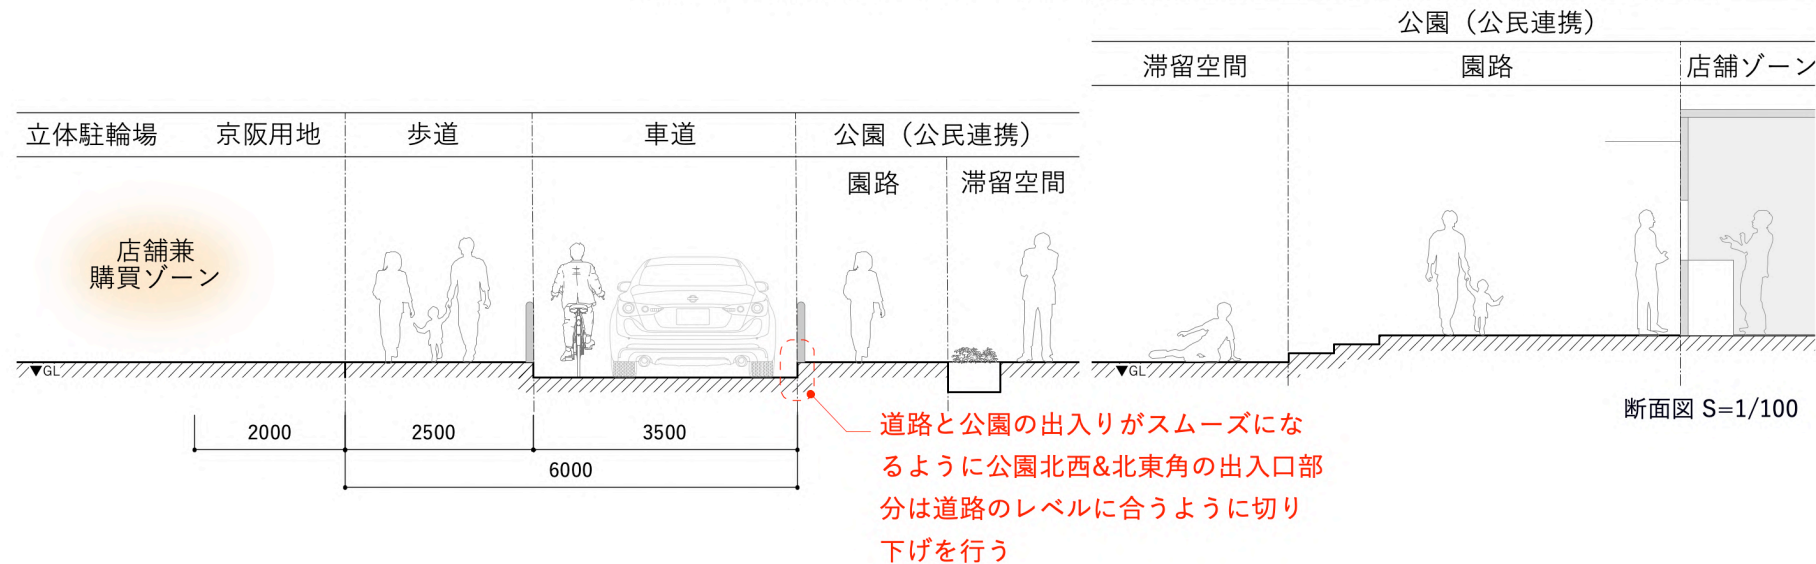 公園（公民連携）
滞留空間
園路
店舗ゾーン
立体駐輪場
京阪用地
歩道
車道
公園（公民連携）
園路
滞留空間
店舗兼
購買ゾーン
▼GL
▼GL
断面図 S=1/100
2000
2500
3500
6000
道路と公園の出入りがスムーズにな
るように公園北西&北東角の出入口部
分は道路のレベルに合うように切り
下げを行う